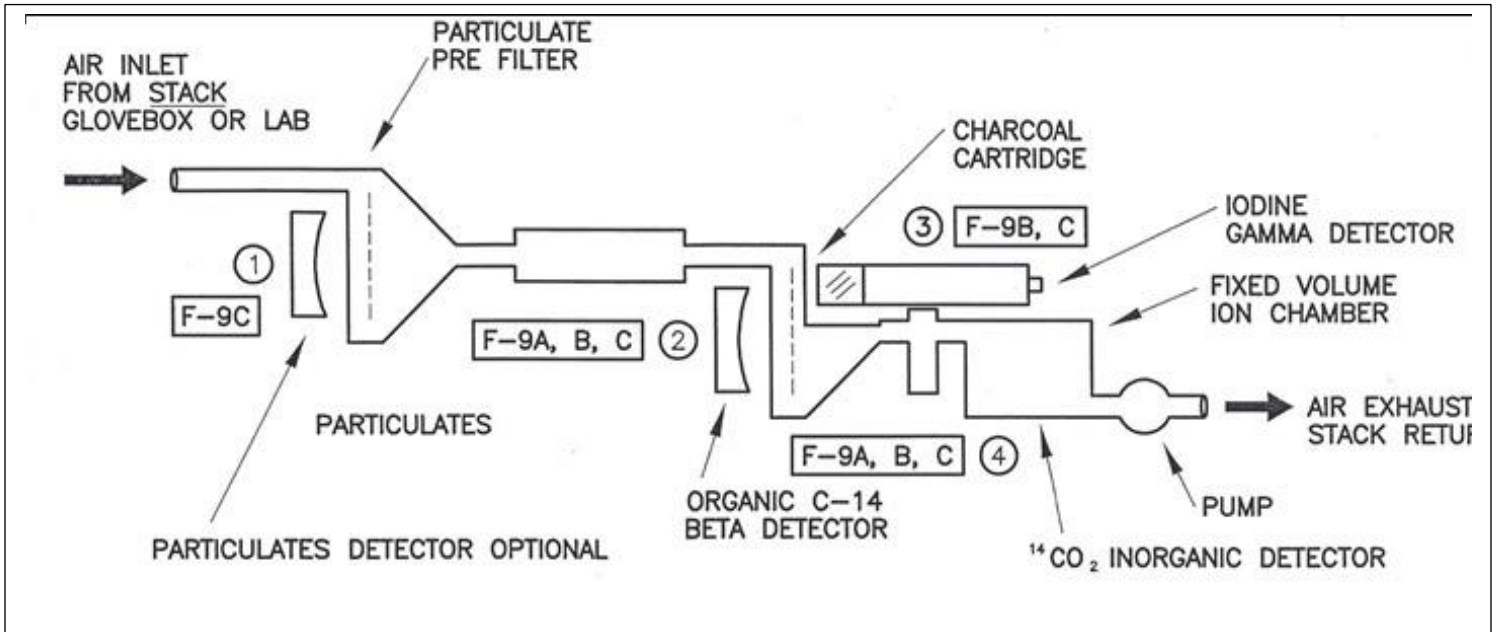 PARTICULATE
PRE FILTER
AIR INLET
FROM STACK
GLOVEBOX OR LAB
CHARCOAL
CARTRIDGE
3
F-9B, C
IODINE
GAMMA DETECTOR
1
F-9C
FIXED VOLUME
ION CHAMBER
F-9A, B, C
2
PARTICULATES
AIR EXHAUST
STACK RETUR
F-9A, B, C
4
ORGANIC C-14
BETA DETECTOR
PUMP
PARTICULATES DETECTOR OPTIONAL
¹⁴CO₂ INORGANIC DETECTOR